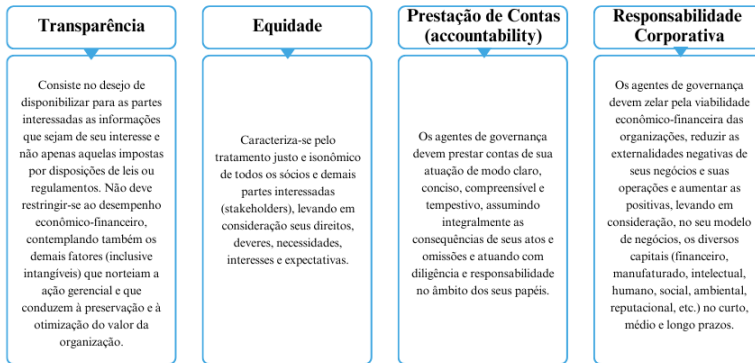 Transparência
Consiste no desejo de
disponibilizar para as partes
interessadas as informações
que sejam de seu interesse e
não apenas aquelas impostas
por disposições de leis ou
regulamentos. Não deve
restringir-se ao desempenho
econômico-financeiro,
contemplando também os
demais fatores (inclusive
intangíveis) que norteiam a
ação gerencial e que
conduzem à preservação e à
otimização do valor da
organização.
Equidade
Caracteriza-se pelo
tratamento justo e isonômico
de todos os sócios e demais
partes interessadas
(stakeholders), levando em
consideração seus direitos,
deveres, necessidades,
interesses e expectativas.
Prestação de Contas
(accountability)
Os agentes de governança
devem prestar contas de sua
atuação de modo claro,
conciso, compreensível e
tempestivo, assumindo
integralmente as
consequências de seus atos e
omissões e atuando com
diligência e responsabilidade
no âmbito dos seus papéis.
Responsabilidade
Corporativa
Os agentes de governança
devem zelar pela viabilidade
econômico-financeira das
organizações, reduzir as
externalidades negativas de
seus negócios e suas
operações e aumentar as
positivas, levando em
consideração, no seu modelo
de negócios, os diversos
capitais (financeiro,
manufaturado, intelectual,
humano, social, ambiental,
reputacional, etc.) no curto,
médio e longo prazos.